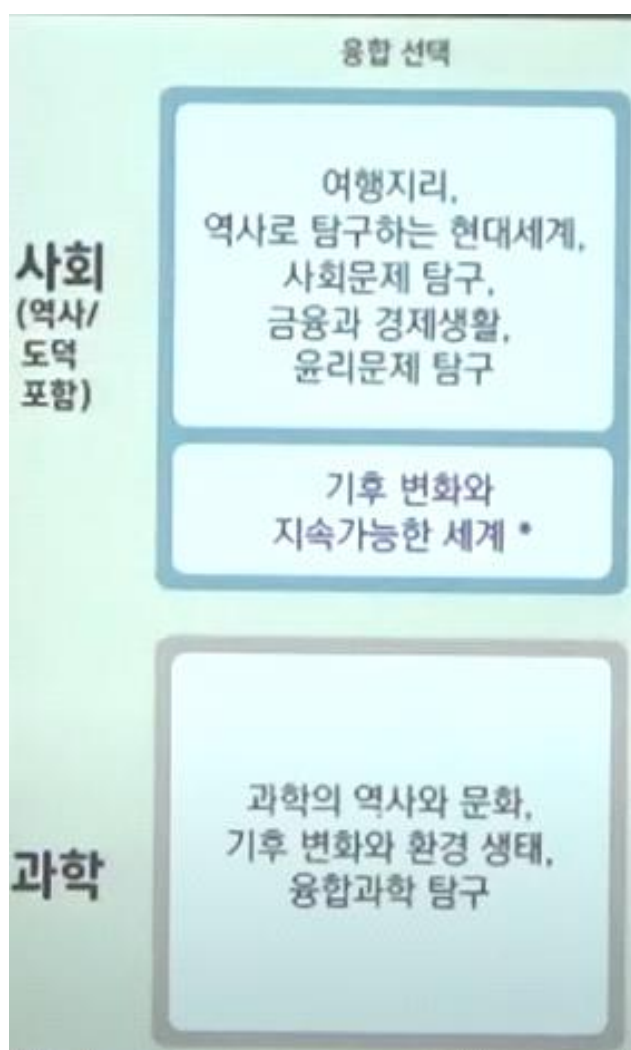 융합 선택
사회
(역사/
도덕
포함)
여행지리,
역사로 탐구하는 현대세계,
사회문제 탐구,
금융과 경제생활,
윤리문제 탐구
기후 변화와
지속가능한 세계 *
과학
과학의 역사와 문화,
기후 변화와 환경 생태,
융합과학 탐구